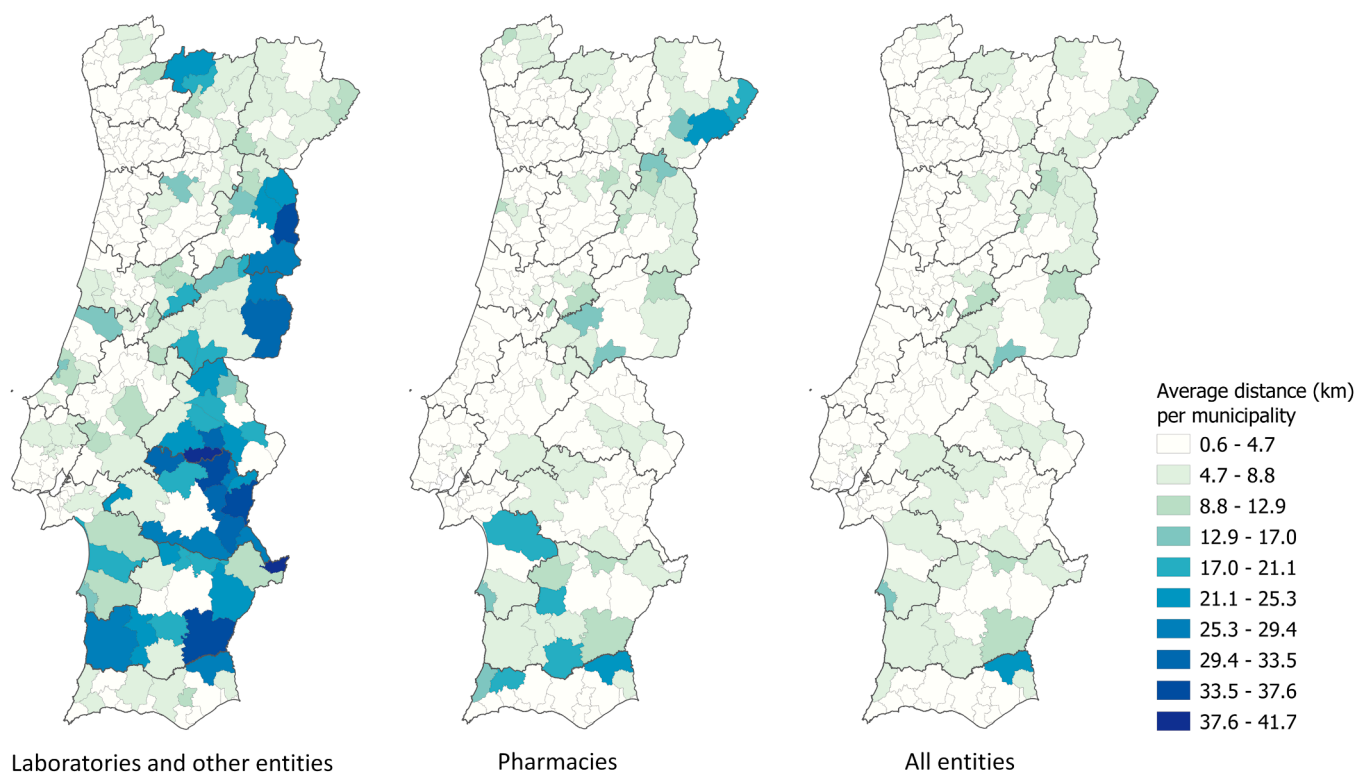 Average distance (km)
per municipality
0.6 - 4.7
4.7 - 8.8
8.8 - 12.9
12.9 - 17.0
17.0 - 21.1
21.1 - 25.3
25.3 - 29.4
29.4 - 33.5
33.5 - 37.6
37.6 - 41.7
Laboratories and other entities
Pharmacies
All entities